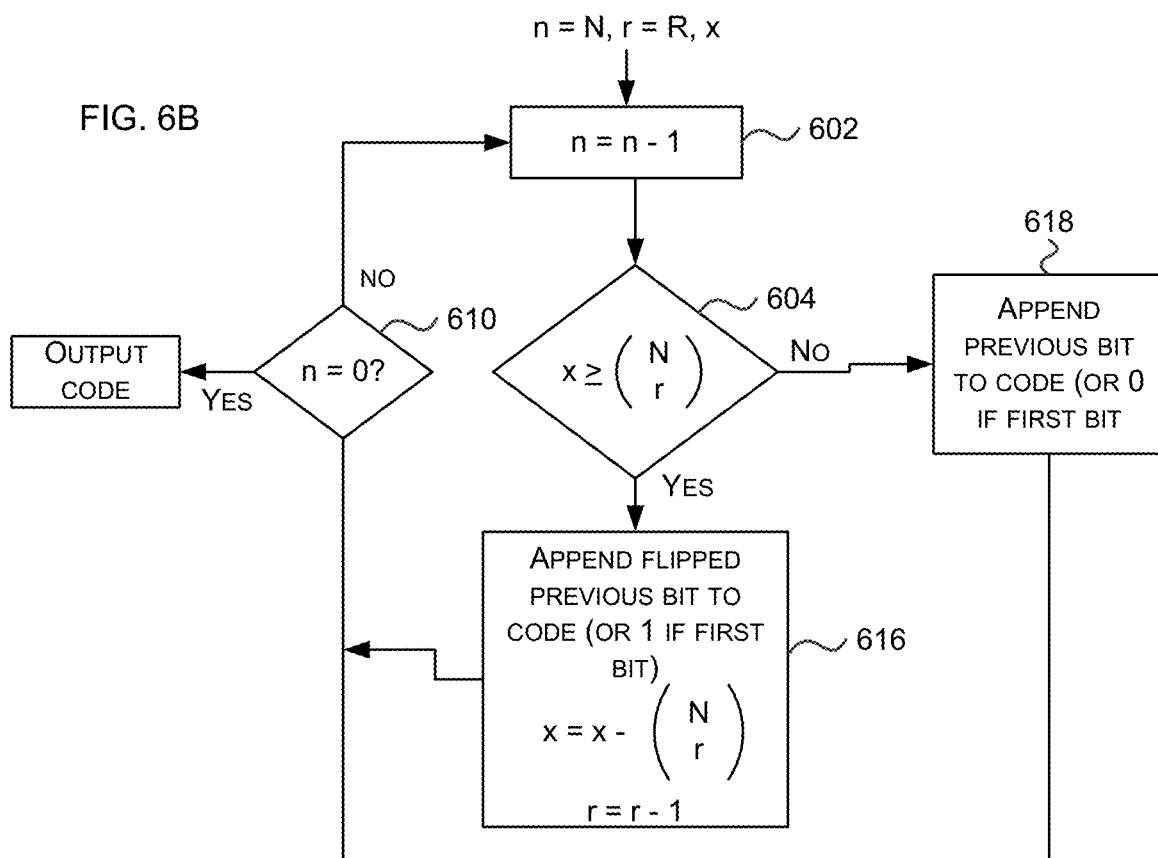 n = N, r = R, x
FIG. 6B
n = n - 1
602
618
NO
604
610
APPEND
PREVIOUS BIT
TO CODE (OR 0
IF FIRST BIT
OUTPUT
CODE
n = 0?
x ≥ ( N
r )
NO
YES
YES
APPEND FLIPPED
PREVIOUS BIT TO
CODE (OR 1 IF FIRST
BIT)
616
x = x - ( N
r )
r = r - 1